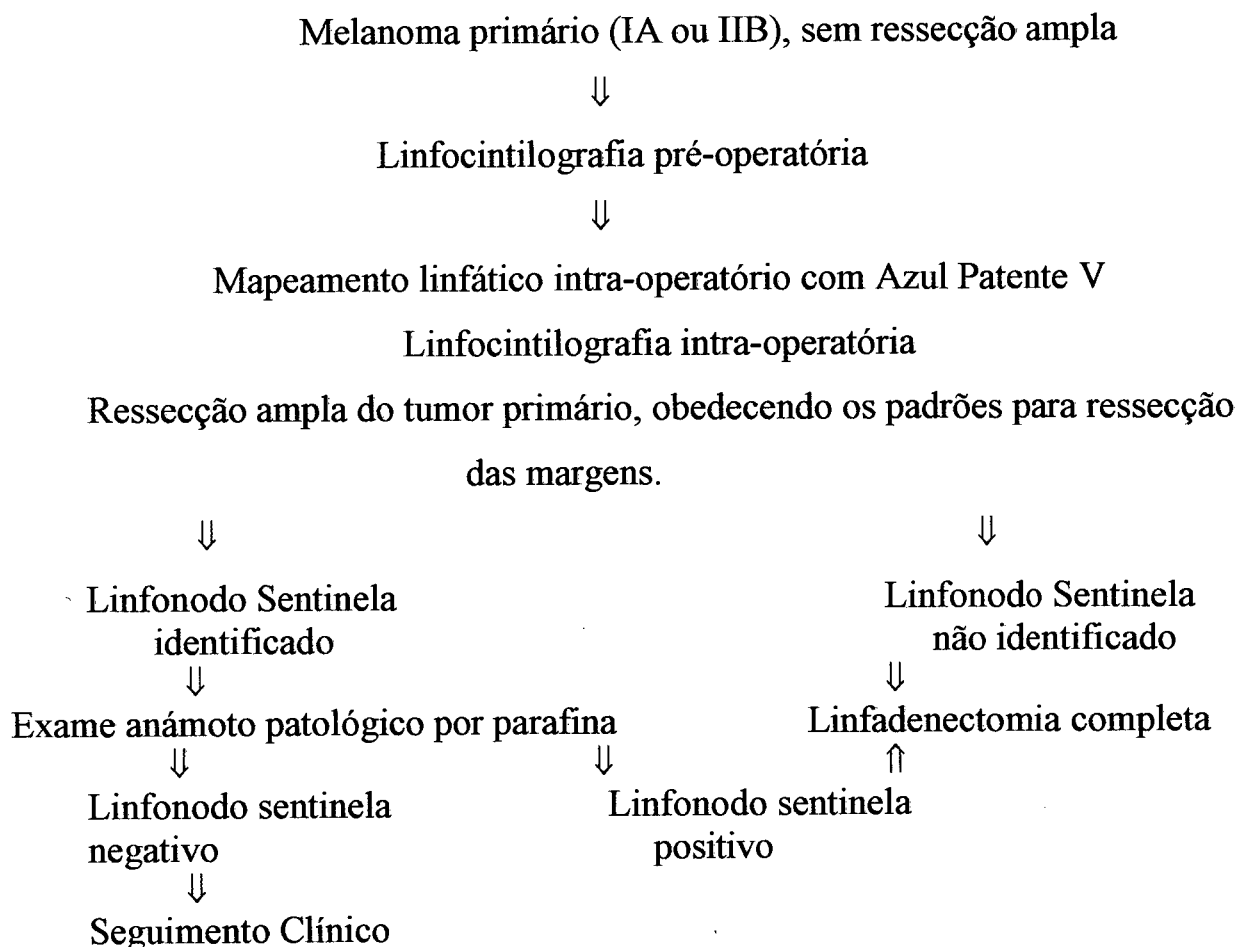 Melanoma primário (IA ou IIB), sem ressecção ampla
⇓
Linfocintilografia pré-operatória
⇓
Mapeamento linfático intra-operatório com Azul Patente V
Linfocintilografia intra-operatória
Ressecção ampla do tumor primário, obedecendo os padrões para ressecção
das margens.
⇓ ⇓
Linfonodo Sentinela
identificado
Linfonodo Sentinela
não identificado
⇓ ⇓
Exame anámoto patológico por parafina
Linfadenectomia completa
⇓ ⇓ ⇑
Linfonodo sentinela
negativo
Linfonodo sentinela
positivo
⇓
Seguimento Clínico